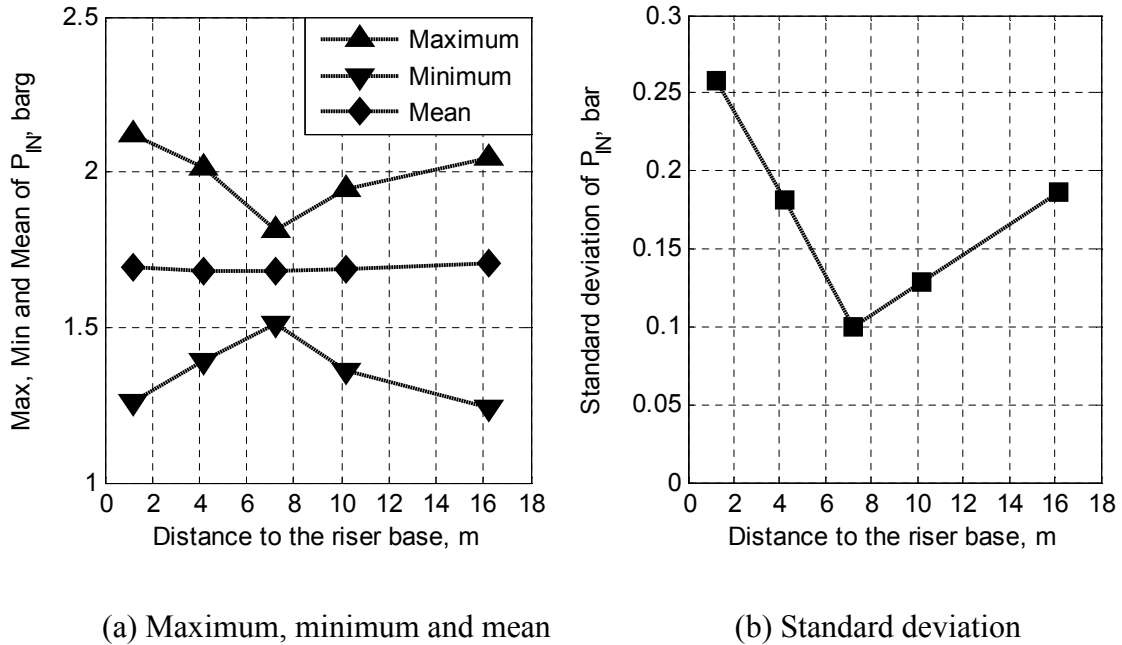 Max, Min and Mean of P_IN, barg
2.5
2
1.5
1
Maximum
Minimum
Mean
0 2 4 6 8 10 12 14 16 18
Distance to the riser base, m
(a) Maximum, minimum and mean
Standard deviation of P_IN, bar
0.3
0.25
0.2
0.15
0.1
0.05
0
0 2 4 6 8 10 12 14 16 18
Distance to the riser base, m
(b) Standard deviation